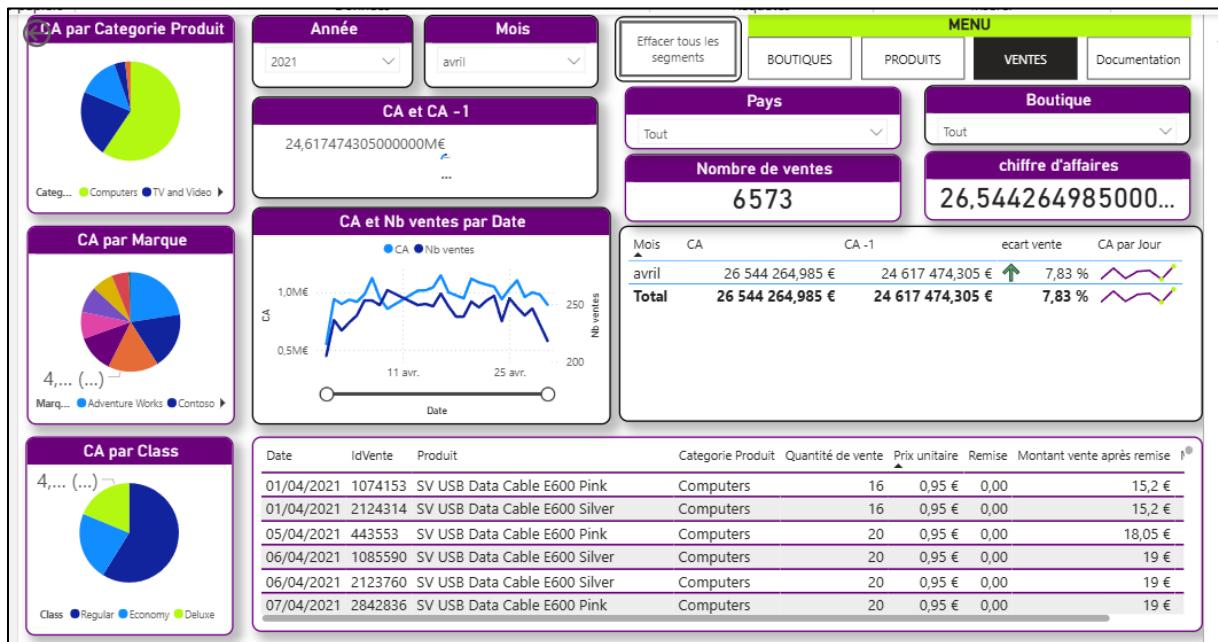 CA par Categorie Produit
Categ... Computers TV and Video
CA par Marque
4,... (...)
Marq... Adventure Works Contoso
CA par Class
4,... (...)
Class Regular Economy Deluxe
Année
2021
Mois
avril
CA et CA -1
24,617474305000000M€
...
CA et Nb ventes par Date
CA Nb ventes
1,0M€
0,5M€
CA
250
200
Nb ventes
11 avr. 25 avr.
Date
Effacer tous les
segments
MENU
BOUTIQUES PRODUITS VENTES Documentation
Pays
Tout
Boutique
Tout
Nombre de ventes
6573
chiffre d'affaires
26,544264985000...
Mois CA CA -1 ecart vente CA par Jour
avril 26 544 264,985 € 24 617 474,305 € 7,83 %
Total 26 544 264,985 € 24 617 474,305 € 7,83 %
Date IdVente Produit Categorie Produit Quantité de vente Prix unitaire Remise Montant vente après remise
01/04/2021 1074153 SV USB Data Cable E600 Pink Computers 16 0,95 € 0,00 15,2 €
01/04/2021 2124314 SV USB Data Cable E600 Silver Computers 16 0,95 € 0,00 15,2 €
05/04/2021 443553 SV USB Data Cable E600 Pink Computers 20 0,95 € 0,00 18,05 €
06/04/2021 1085590 SV USB Data Cable E600 Silver Computers 20 0,95 € 0,00 19 €
06/04/2021 2123760 SV USB Data Cable E600 Silver Computers 20 0,95 € 0,00 19 €
07/04/2021 2842836 SV USB Data Cable E600 Pink Computers 20 0,95 € 0,00 19 €